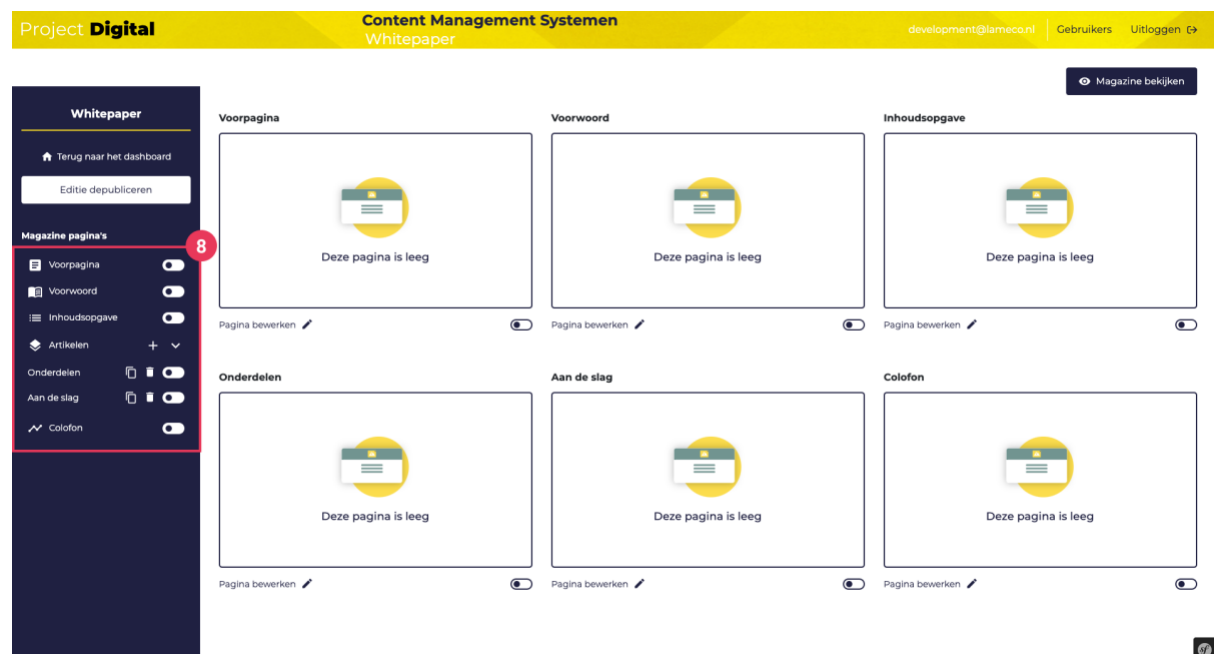 Project Digital
Content Management Systemen
Whitepaper
development@lameco.nl
Gebruikers
Uitloggen
Magazine bekijken
Whitepaper
Terug naar het dashboard
Editie depubliceren
Magazine pagina's
8
Voorpagina
Voorwoord
Inhoudsopgave
Artikelen
Onderdelen
Aan de slag
Colofon
Voorpagina
Deze pagina is leeg
Pagina bewerken
Voorwoord
Deze pagina is leeg
Pagina bewerken
Inhoudsopgave
Deze pagina is leeg
Pagina bewerken
Onderdelen
Deze pagina is leeg
Pagina bewerken
Aan de slag
Deze pagina is leeg
Pagina bewerken
Colofon
Deze pagina is leeg
Pagina bewerken